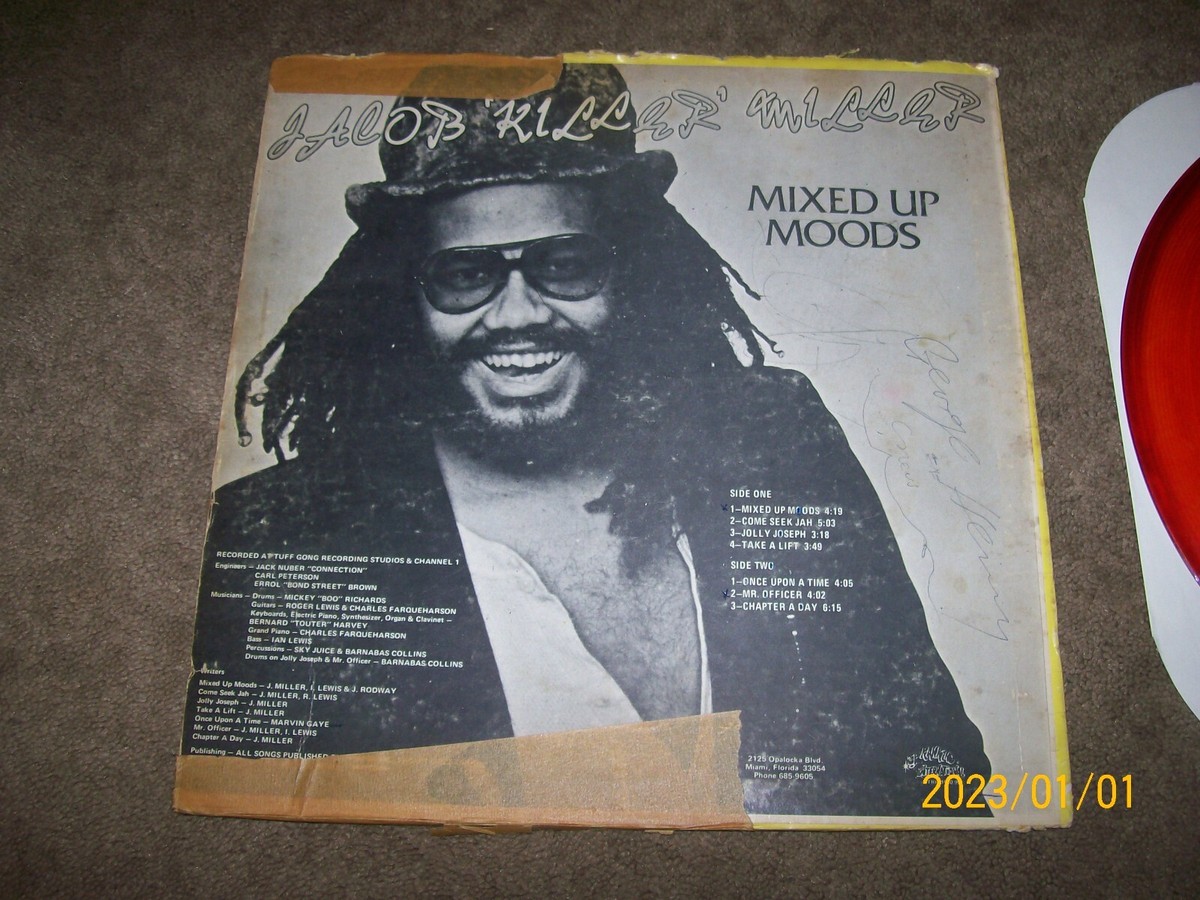 JACOB 'KILLER' MILLER
MIXED UP
MOODS
George
Henny
SIDE ONE
1–MIXED UP MOODS 4:19
2–COME SEEK JAH 5:03
3–JOLLY JOSEPH 3:18
4–TAKE A LIFT 3:49
SIDE TWO
1–ONCE UPON A TIME 4:05
2–MR. OFFICER 4:02
3–CHAPTER A DAY 6:15
RECORDED AT TUFF GONG RECORDING STUDIOS & CHANNEL 1
Engineers – JACK NUBER "CONNECTION"
CARL PETERSON
ERROL "BOND STREET" BROWN
Musicians – Drums – MICKEY "BOO" RICHARDS
Guitars – ROGER LEWIS & CHARLES FARQUEHARSON
Keyboards, Electric Piano, Synthesizer, Organ & Clavinet –
BERNARD "TOUTER" HARVEY
Grand Piano – CHARLES FARQUEHARSON
Bass – IAN LEWIS
Percussions – SKY JUICE & BARNABAS COLLINS
Drums on Jolly Joseph & Mr. Officer – BARNABAS COLLINS
Writers
Mixed Up Moods – J. MILLER, I. LEWIS & J. RODWAY
Come Seek Jah – J. MILLER, R. LEWIS
Jolly Joseph – J. MILLER
Take A Lift – J. MILLER
Once Upon A Time – MARVIN GAYE
Mr. Officer – J. MILLER, I. LEWIS
Chapter A Day – J. MILLER
Publishing – ALL SONGS PUBLISHED
2125 Opalocka Blvd.
Miami, Florida 33054
Phone 685-9605
2023/01/01